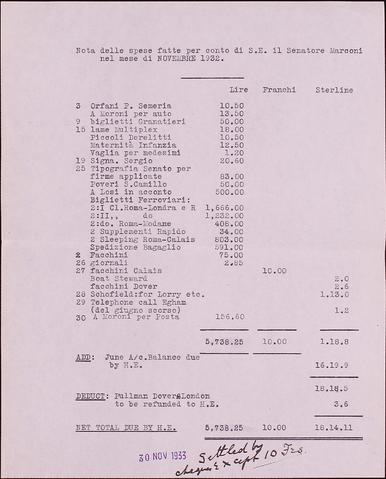 Nota delle spese fatte per conto di S.E. il Senatore Marconi
nel mese di NOVEMBRE 1932.
Lire Franchi Sterline
3 Orfani P. Semeria 10.50
A Moroni per auto 13.50
9 biglietti Granatieri 50.00
15 lame Multiplex 18.00
Piccoli Derelitti 10.50
Maternità Infanzia 12.50
Vaglia per medesimi 1.20
19 Signa. Sergio 20.60
25 Tipografia Senato per
firme applicate 83.00
Poveri S.Camillo 50.00
A Losi in acconto 500.00
Biglietti Ferroviari:
2:I Cl.Roma-Londra e R 1,666.00
2:II,, do 1,232.00
2:do. Roma-Modane 408.00
2 Supplementi Rapido 34.00
2 Sleeping Roma-Calais 803.00
Spedizione Bagaglio 591.00
2 Facchini 75.00
26 giornali 2.85
27 facchini Calais 10.00
Boat Steward 2.0
facchini Dover 2.6
28 Schofield:for Lorry etc. 1.13.0
29 Telephone call Egham
(del giugno scorso) 1.2
30 A Moroni per Posta 156.60
5,738.25 10.00 1.18.8
ADD: June A/c.Balance due
by H.E. 16.19.9
18.18.5
DEDUCT: Pullman Dover&London
to be refunded to H.E. 3.6
NET TOTAL DUE BY H.E. 5,738.25 10.00 18.14.11
30 NOV 1933
Settled by
cheque except 10 Frs.